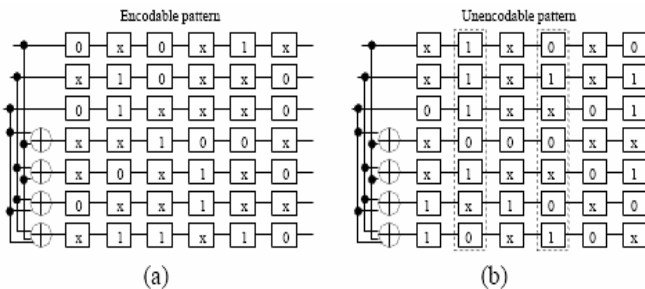 Encodable pattern Unencodable pattern
0 x 0 x 1 x x 1 x 0 x 0
x 1 0 x x 0 x 1 x 1 x 1
0 1 x x x 0 0 1 x x 0 1
x x 1 0 0 x x 0 0 0 x x
x 0 x 1 0 x x 1 x x 0 1
0 x x 1 x x 1 x 1 0 x 0
x 1 1 x 1 0 1 0 x 1 0 x
(a) (b)